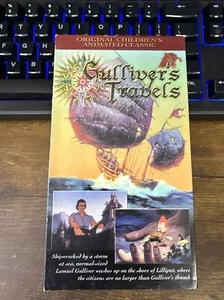 ORIGINAL CHILDREN'S
ANIMATED CLASSIC
Gulliver's
Travels
Shipwrecked by a storm
at sea, normal-sized
Lemuel Gulliver washes up on the shore of Lilliput, where
the citizens are no larger than Gulliver's thumb